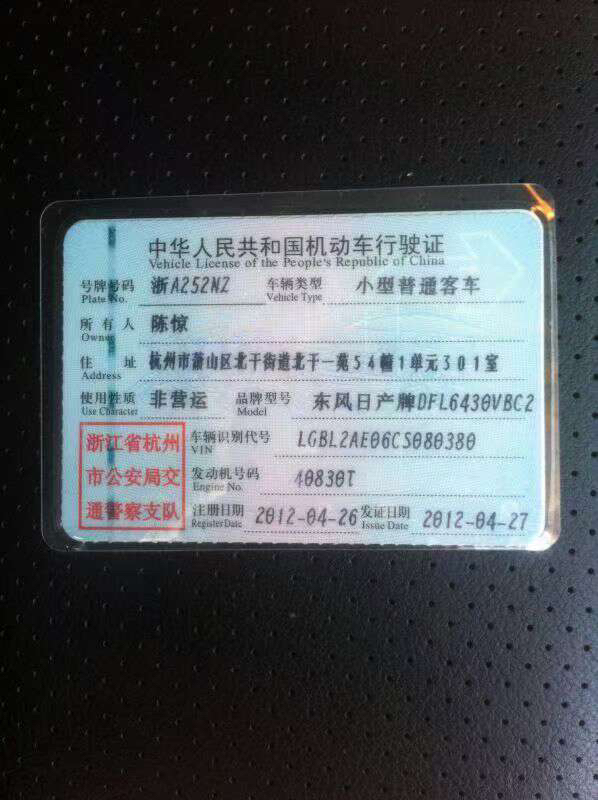 中华人民共和国机动车行驶证
Vehicle License of the People's Republic of China
号牌号码 浙A252NZ 车辆类型 小型普通客车
Plate No. Vehicle Type
所有人 陈惊
Owner
住址 杭州市萧山区北干街道北干一苑54幢1单元301室
Address
使用性质 非营运 品牌型号 东风日产牌DFL6430VBC2
Use Character Model
浙江省杭州
市公安局交
通警察支队
车辆识别代号 LGBL2AE06CS080380
VIN
发动机号码 40830T
Engine No.
注册日期 2012-04-26 发证日期 2012-04-27
Register Date Issue Date